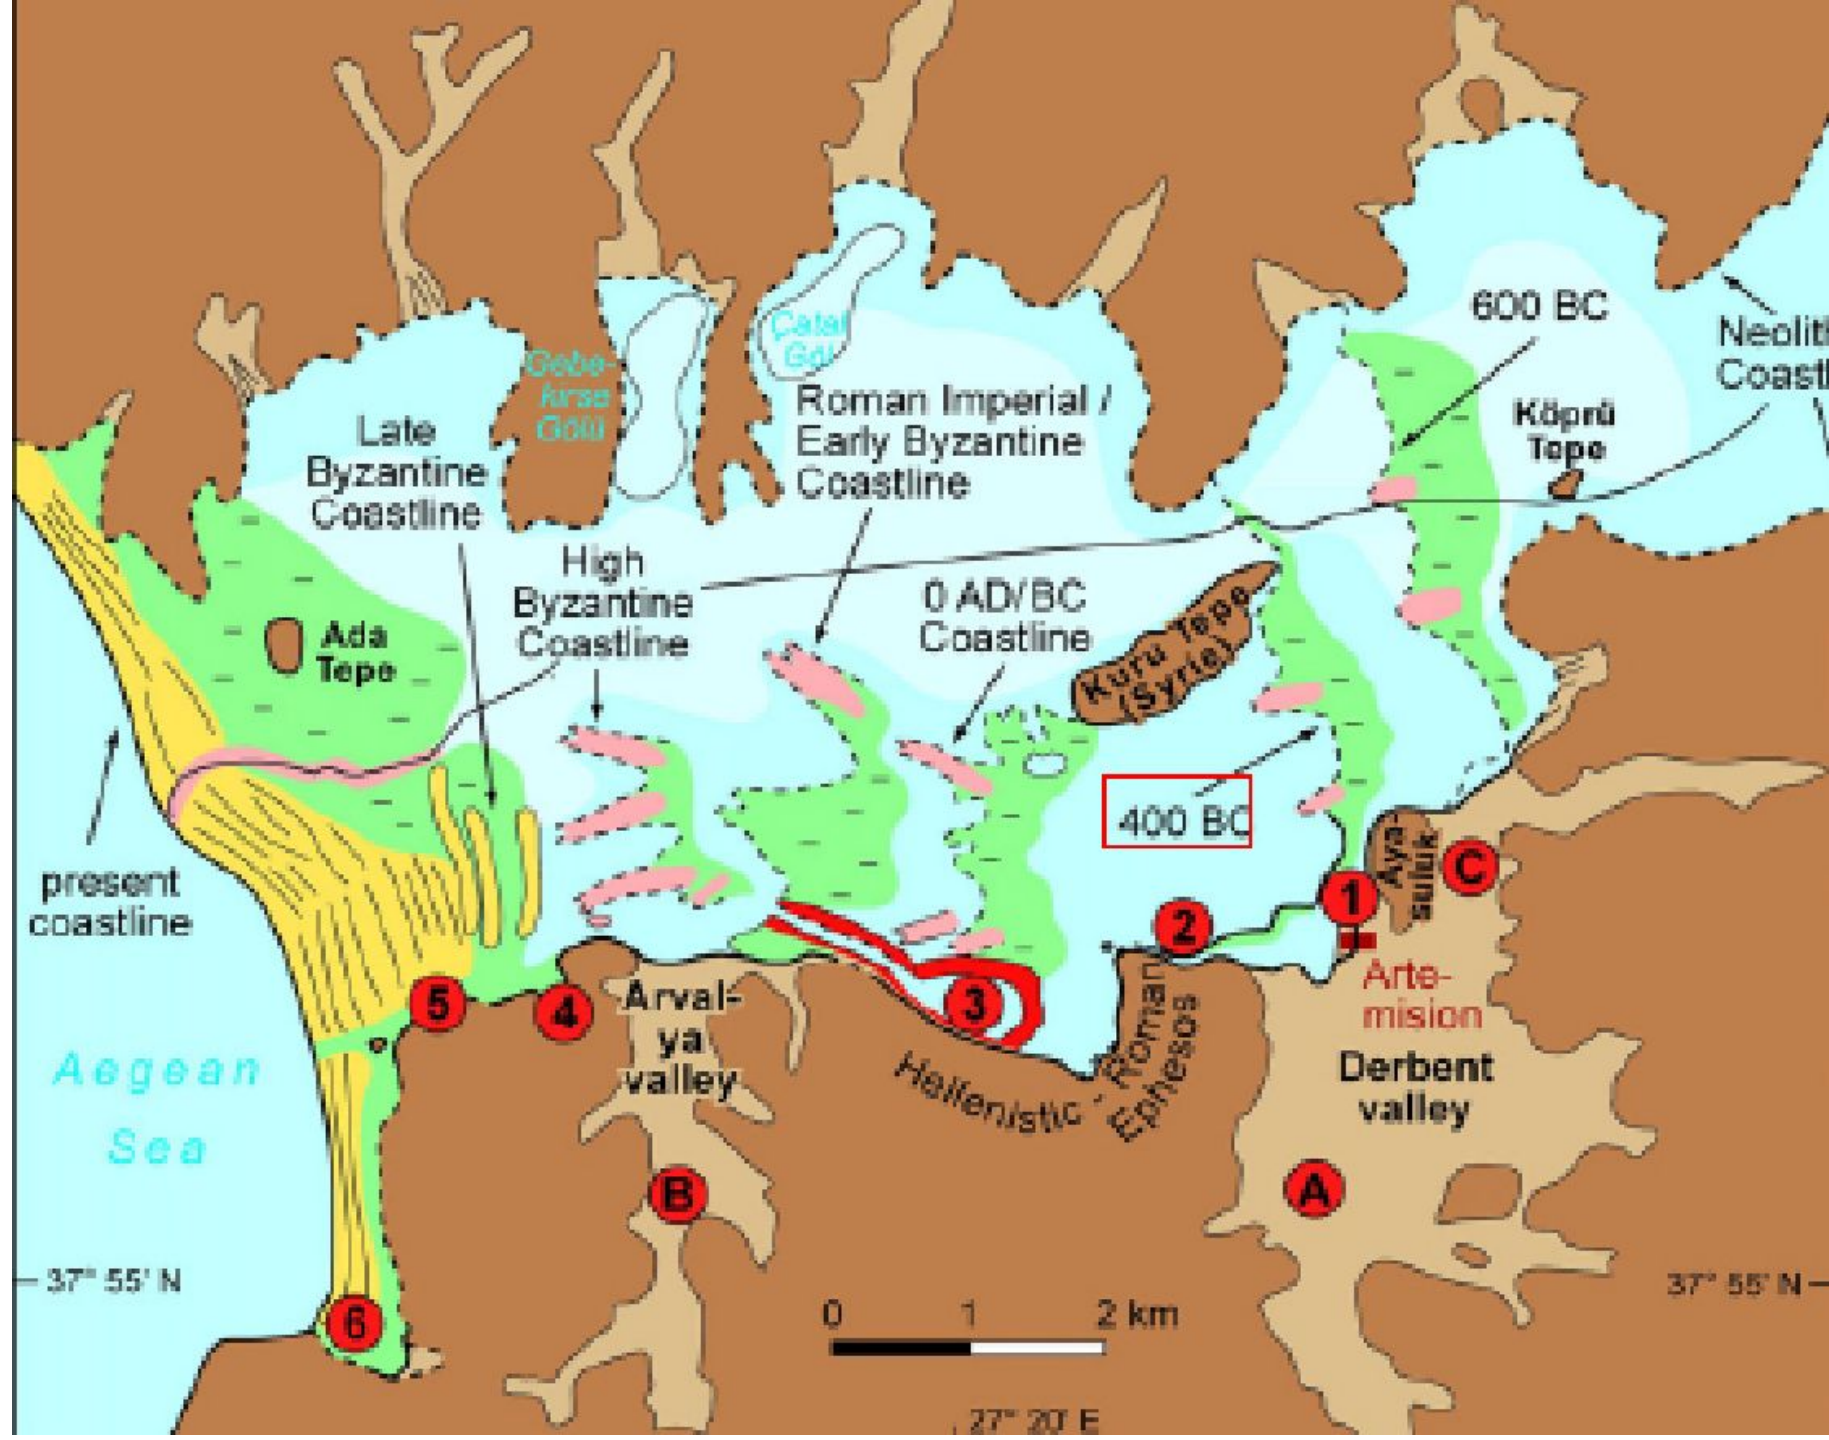 600 BC
Neolith
Coastl
Çatal
Göl
Gebe-
kirse
Gölü
Roman Imperial /
Early Byzantine
Coastline
Köprü
Tepe
Late
Byzantine
Coastline
High
Byzantine
Coastline
0 AD/BC
Coastline
Kuru Tepe
(Syrie)
Ada
Tepe
400 BC
present
coastline
Aya-
suluk
C
1
2
Arte-
mision
3
4
5
Arval-
ya
valley
Hellenistic -
Roman
Ephesos
Derbent
valley
Aegean
Sea
A
B
37° 55' N
37° 55' N
6
0 1 2 km
27° 20' E